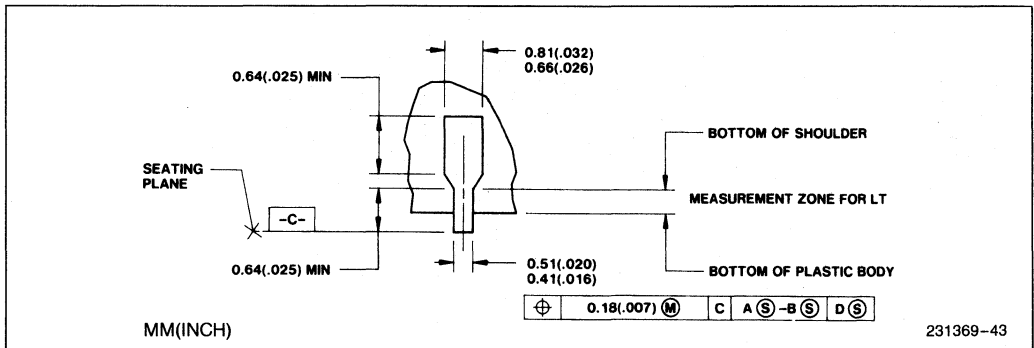 0.81(.032)
0.66(.026)
0.64(.025) MIN
BOTTOM OF SHOULDER
SEATING
PLANE
MEASUREMENT ZONE FOR LT
-C-
0.64(.025) MIN
0.51(.020)
0.41(.016)
BOTTOM OF PLASTIC BODY
⌖ 0.18(.007) Ⓜ C A Ⓢ -B Ⓢ D Ⓢ
MM(INCH)
231369-43